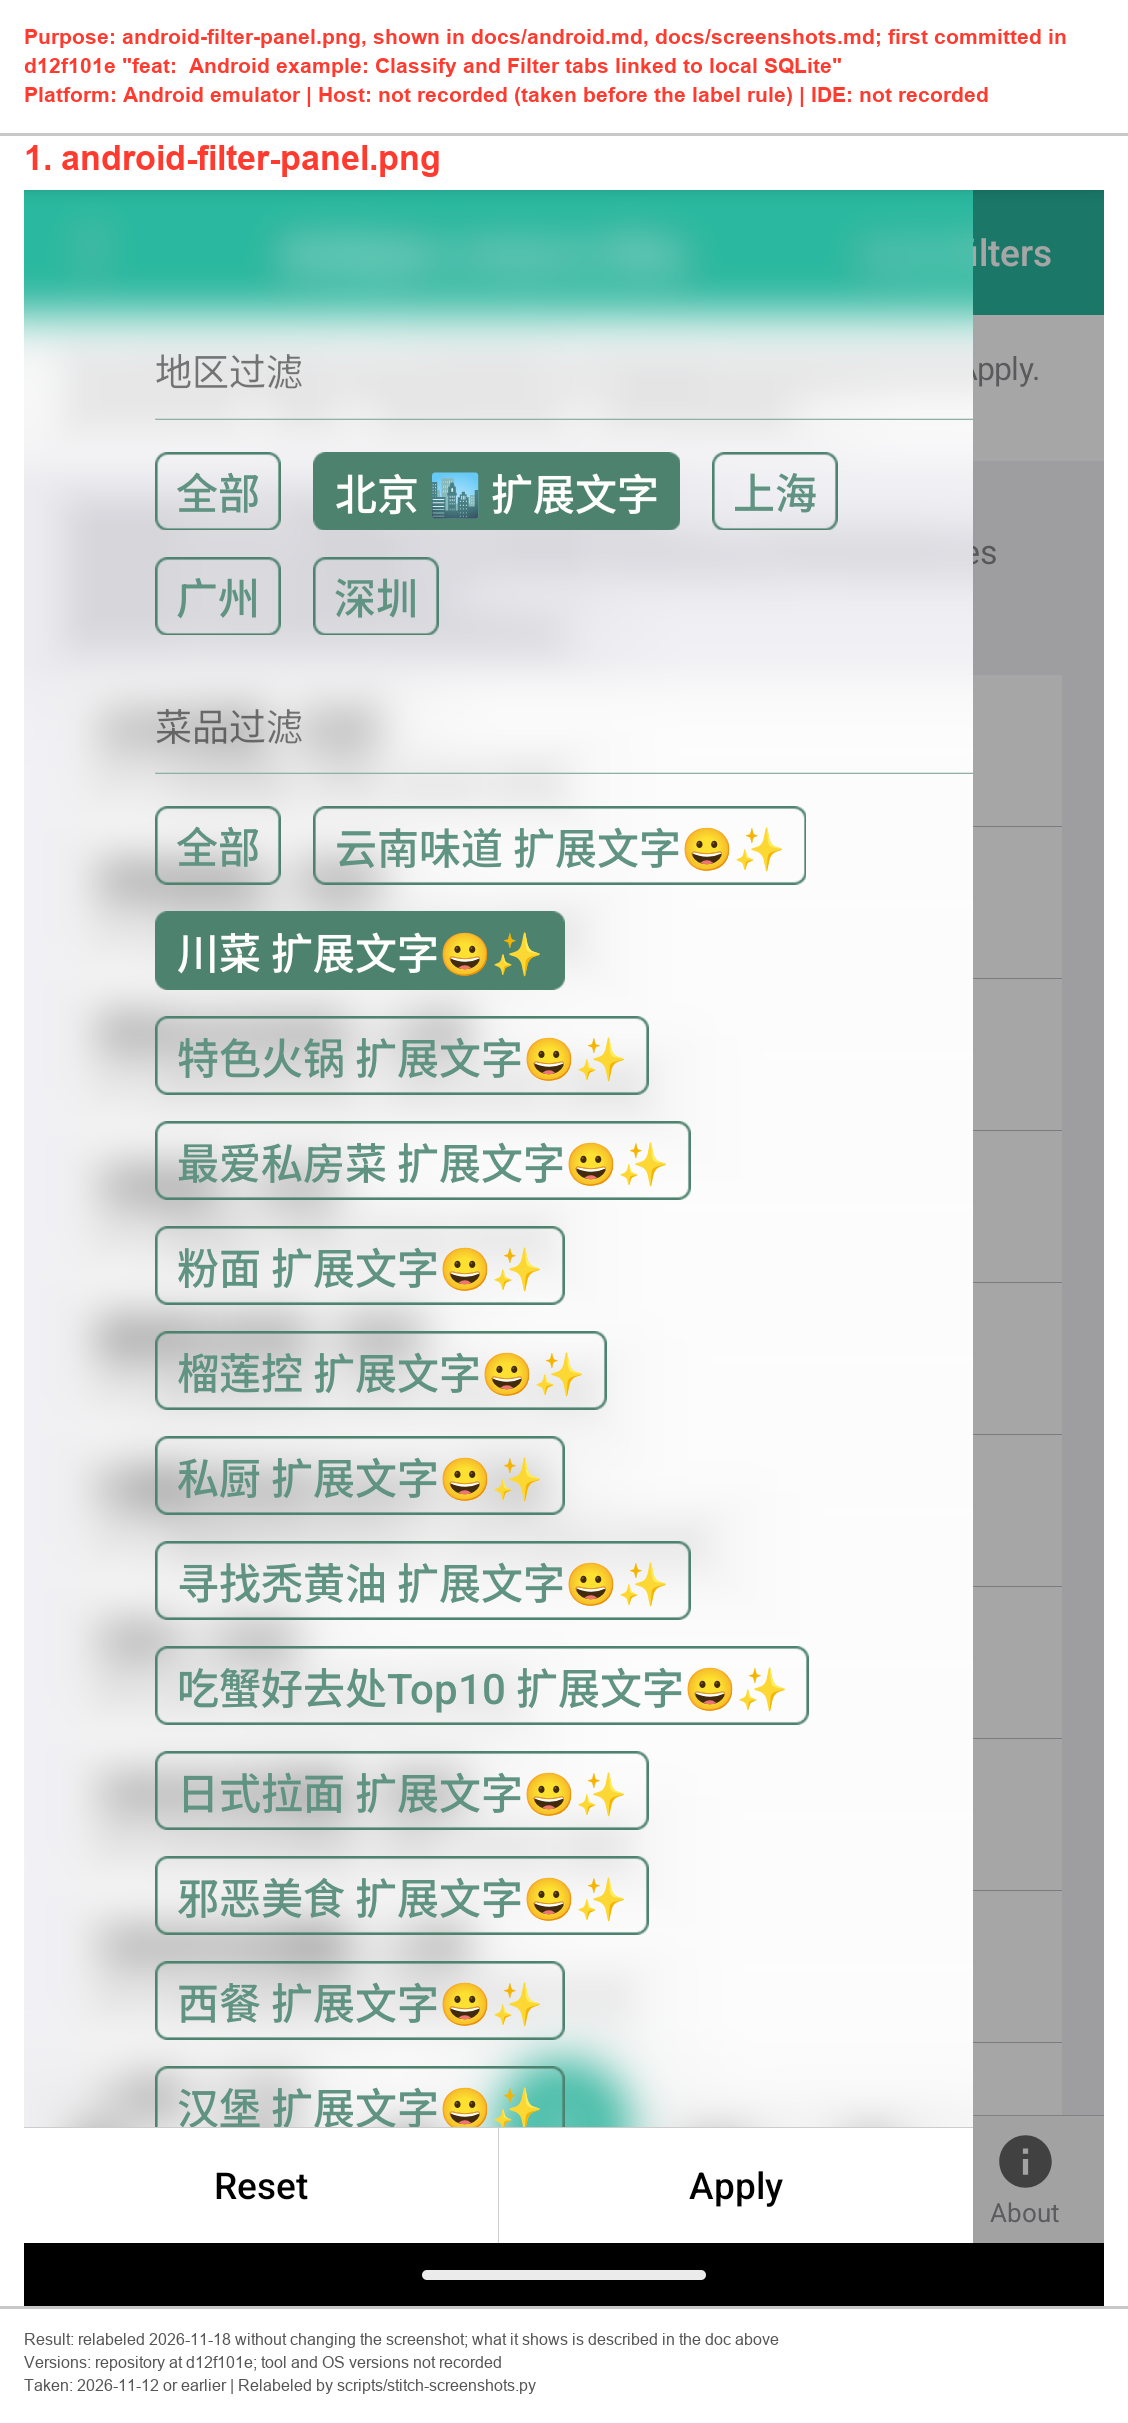 Purpose: android-filter-panel.png, shown in docs/android.md, docs/screenshots.md; first committed in
d12f101e "feat:  Android example: Classify and Filter tabs linked to local SQLite"
Platform: Android emulator | Host: not recorded (taken before the label rule) | IDE: not recorded
1. android-filter-panel.png
ilters
地区过滤
Apply.
全部
北京 🏙️ 扩展文字
上海
es
广州
深圳
菜品过滤
全部
云南味道 扩展文字😀✨
川菜 扩展文字😀✨
特色火锅 扩展文字😀✨
最爱私房菜 扩展文字😀✨
粉面 扩展文字😀✨
榴莲控 扩展文字😀✨
私厨 扩展文字😀✨
寻找秃黄油 扩展文字😀✨
吃蟹好去处Top10 扩展文字😀✨
日式拉面 扩展文字😀✨
邪恶美食 扩展文字😀✨
西餐 扩展文字😀✨
汉堡 扩展文字😀✨
Reset
Apply
About
Result: relabeled 2026-11-18 without changing the screenshot; what it shows is described in the doc above
Versions: repository at d12f101e; tool and OS versions not recorded
Taken: 2026-11-12 or earlier | Relabeled by scripts/stitch-screenshots.py